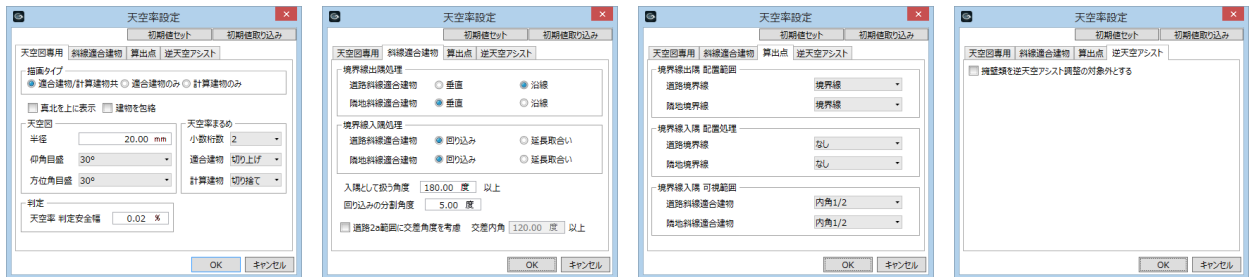 天空率設定
初期値セット 初期値取り込み
天空図専用 斜線適合建物 算出点 逆天空アシスト
描画タイプ
適合建物/計算建物共 適合建物のみ 計算建物のみ
真北を上に表示 建物を包絡
天空図 天空率まるめ
半径 20.00 mm 小数桁数 2
仰角目盛 30° 適合建物 切り上げ
方位角目盛 30° 計算建物 切り捨て
判定
天空率 判定安全幅 0.02 %
OK キャンセル
天空率設定
初期値セット 初期値取り込み
天空図専用 斜線適合建物 算出点 逆天空アシスト
境界線出隅処理
道路斜線適合建物 垂直 沿線
隣地斜線適合建物 垂直 沿線
境界線入隅処理
道路斜線適合建物 回り込み 延長取合い
隣地斜線適合建物 回り込み 延長取合い
入隅として扱う角度 180.00 度 以上
回り込みの分割角度 5.00 度
道路2a範囲に交差角度を考慮 交差内角 120.00 度 以上
OK キャンセル
天空率設定
初期値セット 初期値取り込み
天空図専用 斜線適合建物 算出点 逆天空アシスト
境界線出隅 配置範囲
道路境界線 境界線
隣地境界線 境界線
境界線入隅 配置処理
道路境界線 なし
隣地境界線 なし
境界線入隅 可視範囲
道路斜線適合建物 内角1/2
隣地斜線適合建物 内角1/2
OK キャンセル
天空率設定
初期値セット 初期値取り込み
天空図専用 斜線適合建物 算出点 逆天空アシスト
擁壁類を逆天空アシスト調整の対象外とする
OK キャンセル